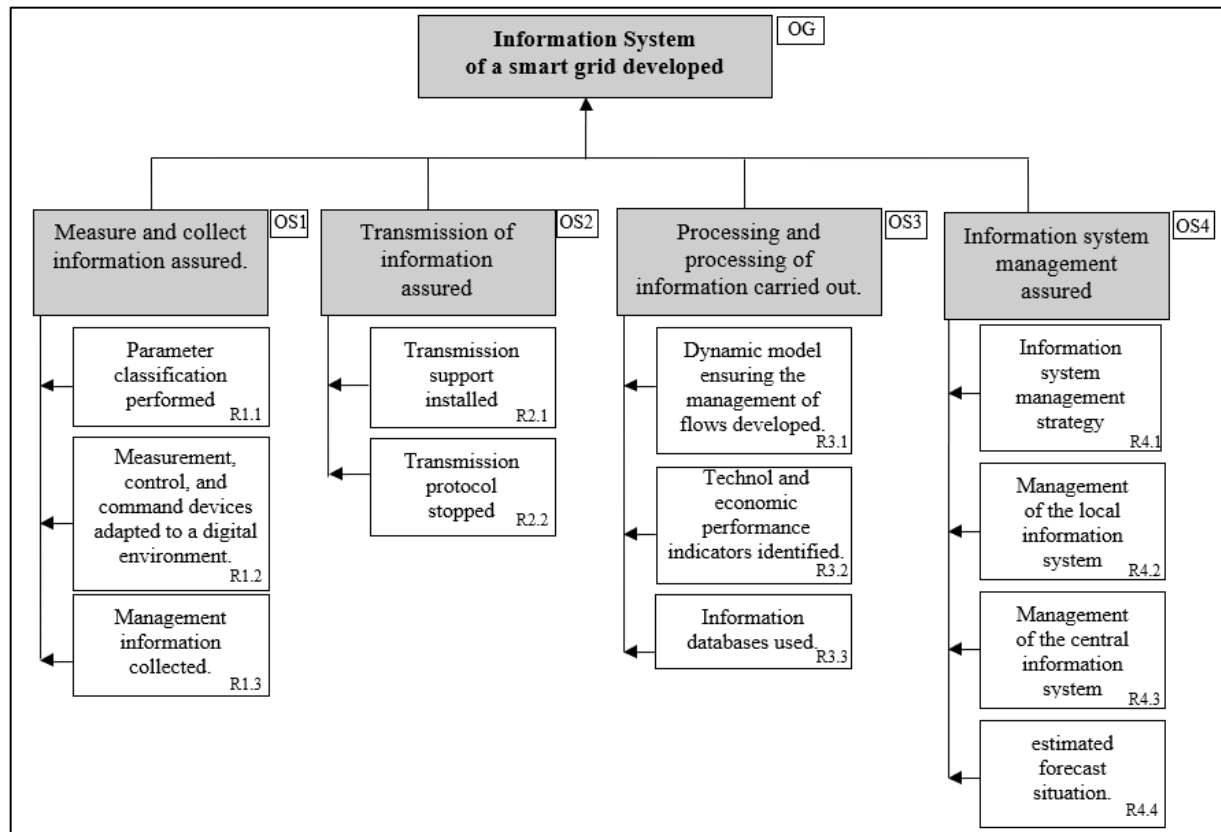 Information System
of a smart grid developed
OG
Measure and collect
information assured.
OS1
Parameter
classification
performed
R1.1
Measurement,
control, and
command devices
adapted to a digital
environment.
R1.2
Management
information
collected.
R1.3
Transmission of
information
assured
OS2
Transmission
support
installed
R2.1
Transmission
protocol
stopped
R2.2
Processing and
processing of
information carried out.
OS3
Dynamic model
ensuring the
management of
flows developed.
R3.1
Technol and
economic
performance
indicators identified.
R3.2
Information
databases used.
R3.3
Information system
management
assured
OS4
Information
system
management
strategy
R4.1
Management
of the local
information
system
R4.2
Management
of the central
information
system
R4.3
estimated
forecast
situation.
R4.4